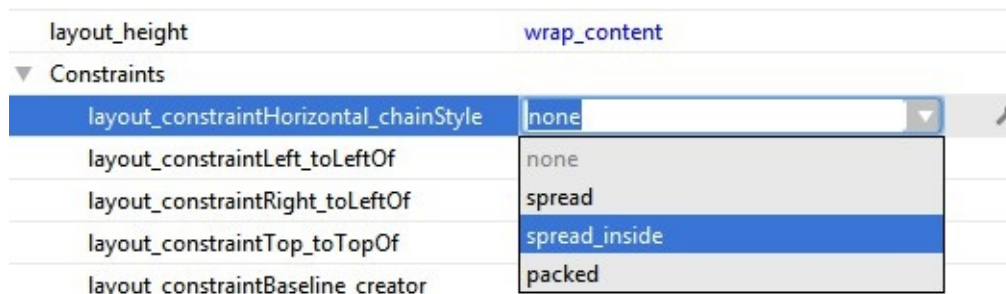 layout_height wrap_content
Constraints
layout_constraintHorizontal_chainStyle none
layout_constraintLeft_toLeftOf none
layout_constraintRight_toLeftOf spread
layout_constraintTop_toTopOf spread_inside
layout_constraintBaseline_creator packed